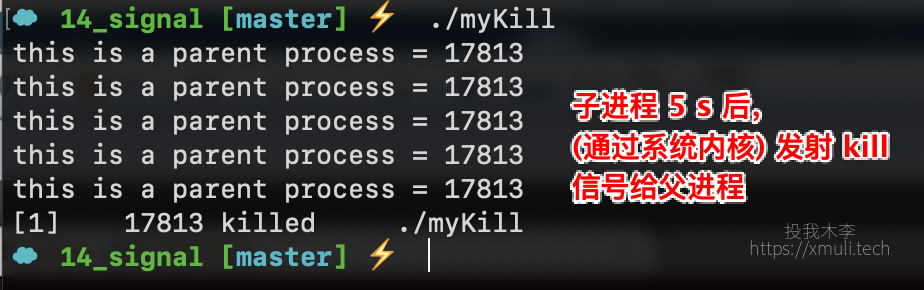 14_signal [master] ⚡ ./myKill
this is a parent process = 17813
this is a parent process = 17813
this is a parent process = 17813
this is a parent process = 17813
this is a parent process = 17813
[1]    17813 killed     ./myKill
14_signal [master] ⚡
子进程 5 s 后,
(通过系统内核) 发射 kill
信号给父进程
投我木李
https://xmuli.tech